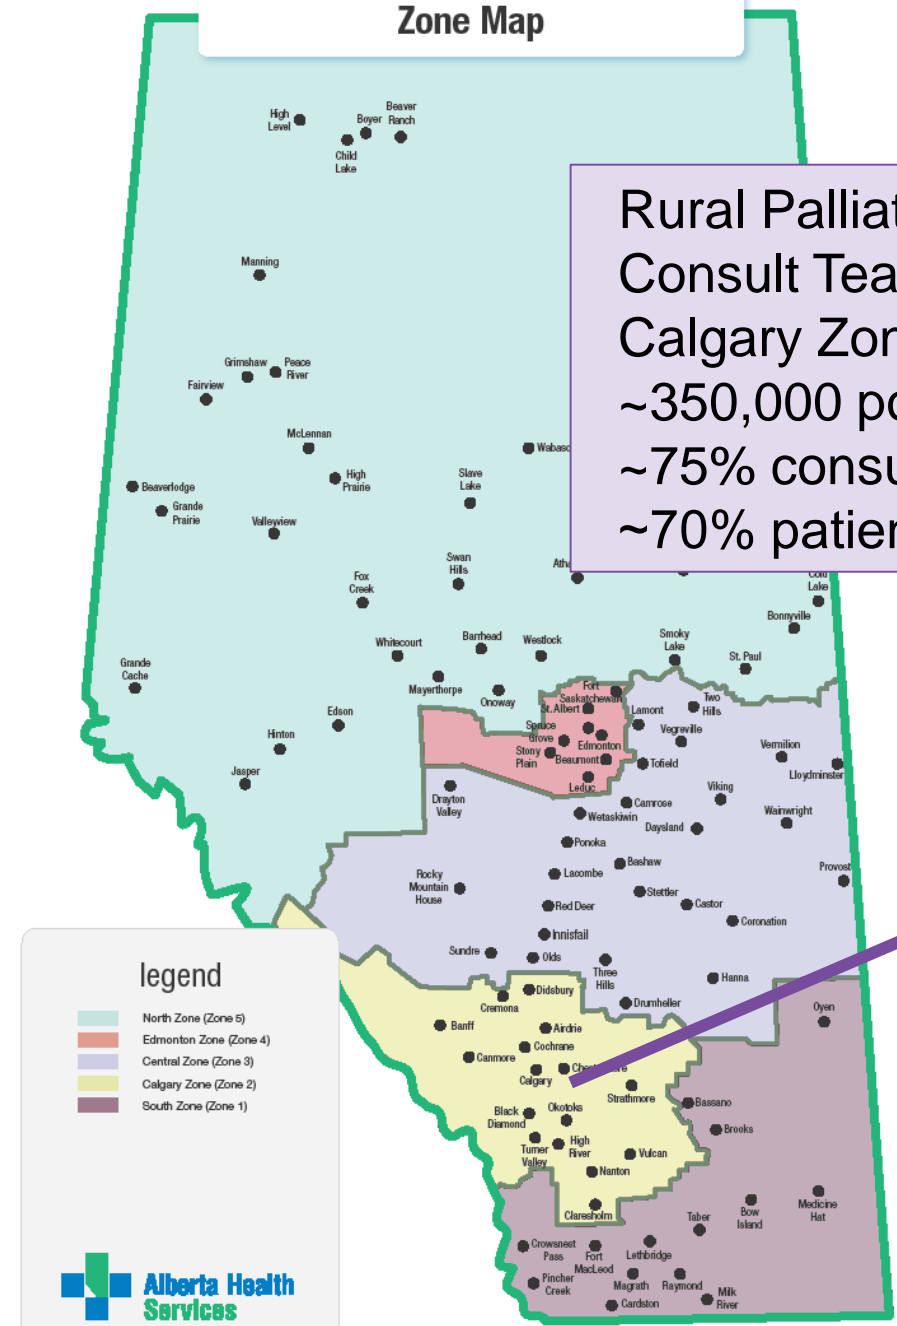 Zone Map
High
Level
Boyer
Beaver
Ranch
Child
Lake
Rural Palliat
Consult Tea
Calgary Zon
~350,000 po
~75% consu
~70% patien
Manning
Grimshaw
Peace
River
Fairview
McLennan
Wabasc
High
Prairie
Slave
Lake
Beaverlodge
Grande
Prairie
Valleyview
Swan
Hills
Atha
Fox
Creek
Cold
Lake
Bonnyville
Whitecourt
Barrhead
Westlock
Smoky
Lake
St. Paul
Grande
Cache
Mayerthorpe
Onoway
Fort
Saskatchewan
St. Albert
Two
Hills
Lamont
Edson
Spruce
Grove
Vegreville
Hinton
Edmonton
Stony
Plain
Beaumont
Tofield
Vermilion
Lloydminster
Jasper
Leduc
Viking
Drayton
Valley
Camrose
Wetaskiwin
Daysland
Wainwright
Ponoka
Bashaw
Provost
Rocky
Mountain
House
Lacombe
Stettler
Castor
Red Deer
Coronation
Innisfail
Sundre
Olds
Three
Hills
Hanna
Didsbury
Cremona
Drumheller
Oyen
Banff
Airdrie
Cochrane
Canmore
Calgary
Strathmore
Bassano
Black
Diamond
Okotoks
Brooks
Turner
Valley
High
River
Vulcan
Nanton
Claresholm
Taber
Bow
Island
Medicine
Hat
Crowsnest
Pass
Fort
MacLeod
Lethbridge
Pincher
Creek
Magrath
Raymond
Milk
River
Cardston
legend
North Zone (Zone 5)
Edmonton Zone (Zone 4)
Central Zone (Zone 3)
Calgary Zone (Zone 2)
South Zone (Zone 1)
Alberta Health
Services